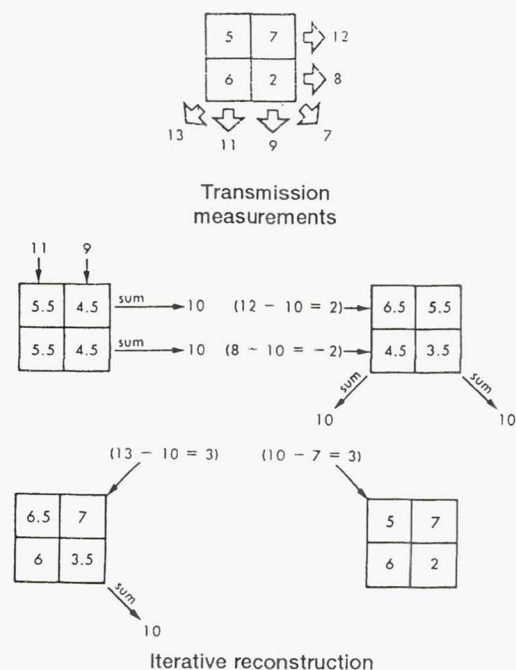 5 7 12
6 2 8
13 11 9 7
Transmission
measurements
11 9
5.5 4.5 sum 10 (12 - 10 = 2) 6.5 5.5
5.5 4.5 sum 10 (8 - 10 = -2) 4.5 3.5
sum sum
10 10
(13 - 10 = 3) (10 - 7 = 3)
6.5 7 5 7
6 3.5 6 2
sum
10
Iterative reconstruction